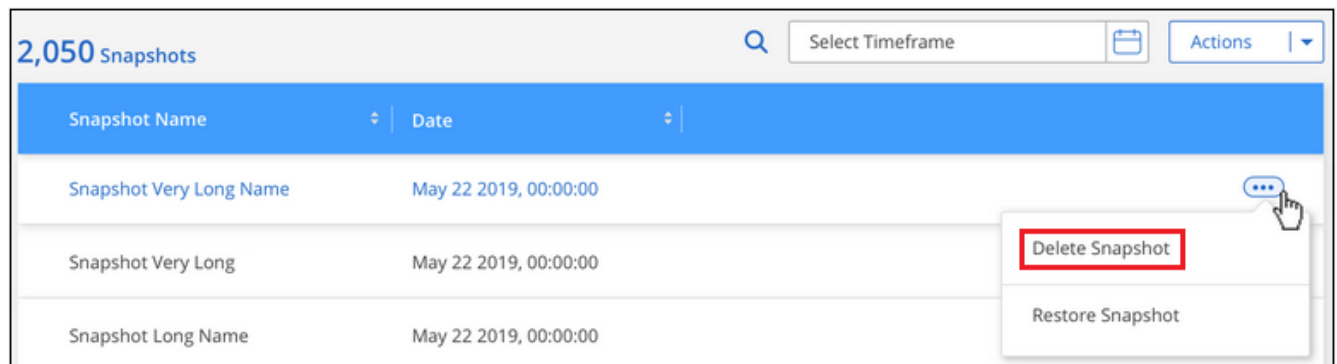 2,050 Snapshots
Select Timeframe
Actions
Snapshot Name
Date
Snapshot Very Long Name
May 22 2019, 00:00:00
Delete Snapshot
Snapshot Very Long
May 22 2019, 00:00:00
Restore Snapshot
Snapshot Long Name
May 22 2019, 00:00:00